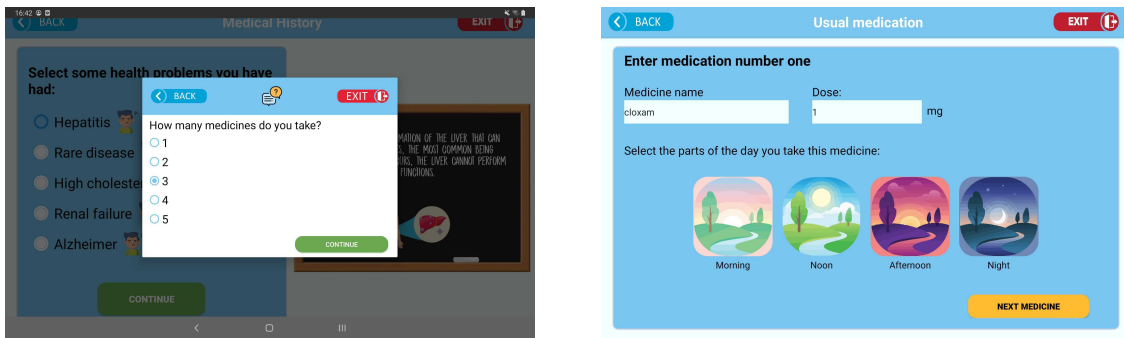 16:42
BACK
Medical History
EXIT
Select some health problems you have
had:
Hepatitis
Rare disease
High choleste
Renal failure
Alzheimer
CONTINUE
MATION OF THE LIVER THAT CAN
S, THE MOST COMMON BEING
URS, THE LIVER CANNOT PERFORM
FUNCTIONS.
BACK
EXIT
How many medicines do you take?
1
2
3
4
5
CONTINUE
BACK
Usual medication
EXIT
Enter medication number one
Medicine name
Dose:
cloxam
1
mg
Select the parts of the day you take this medicine:
Morning
Noon
Afternoon
Night
NEXT MEDICINE